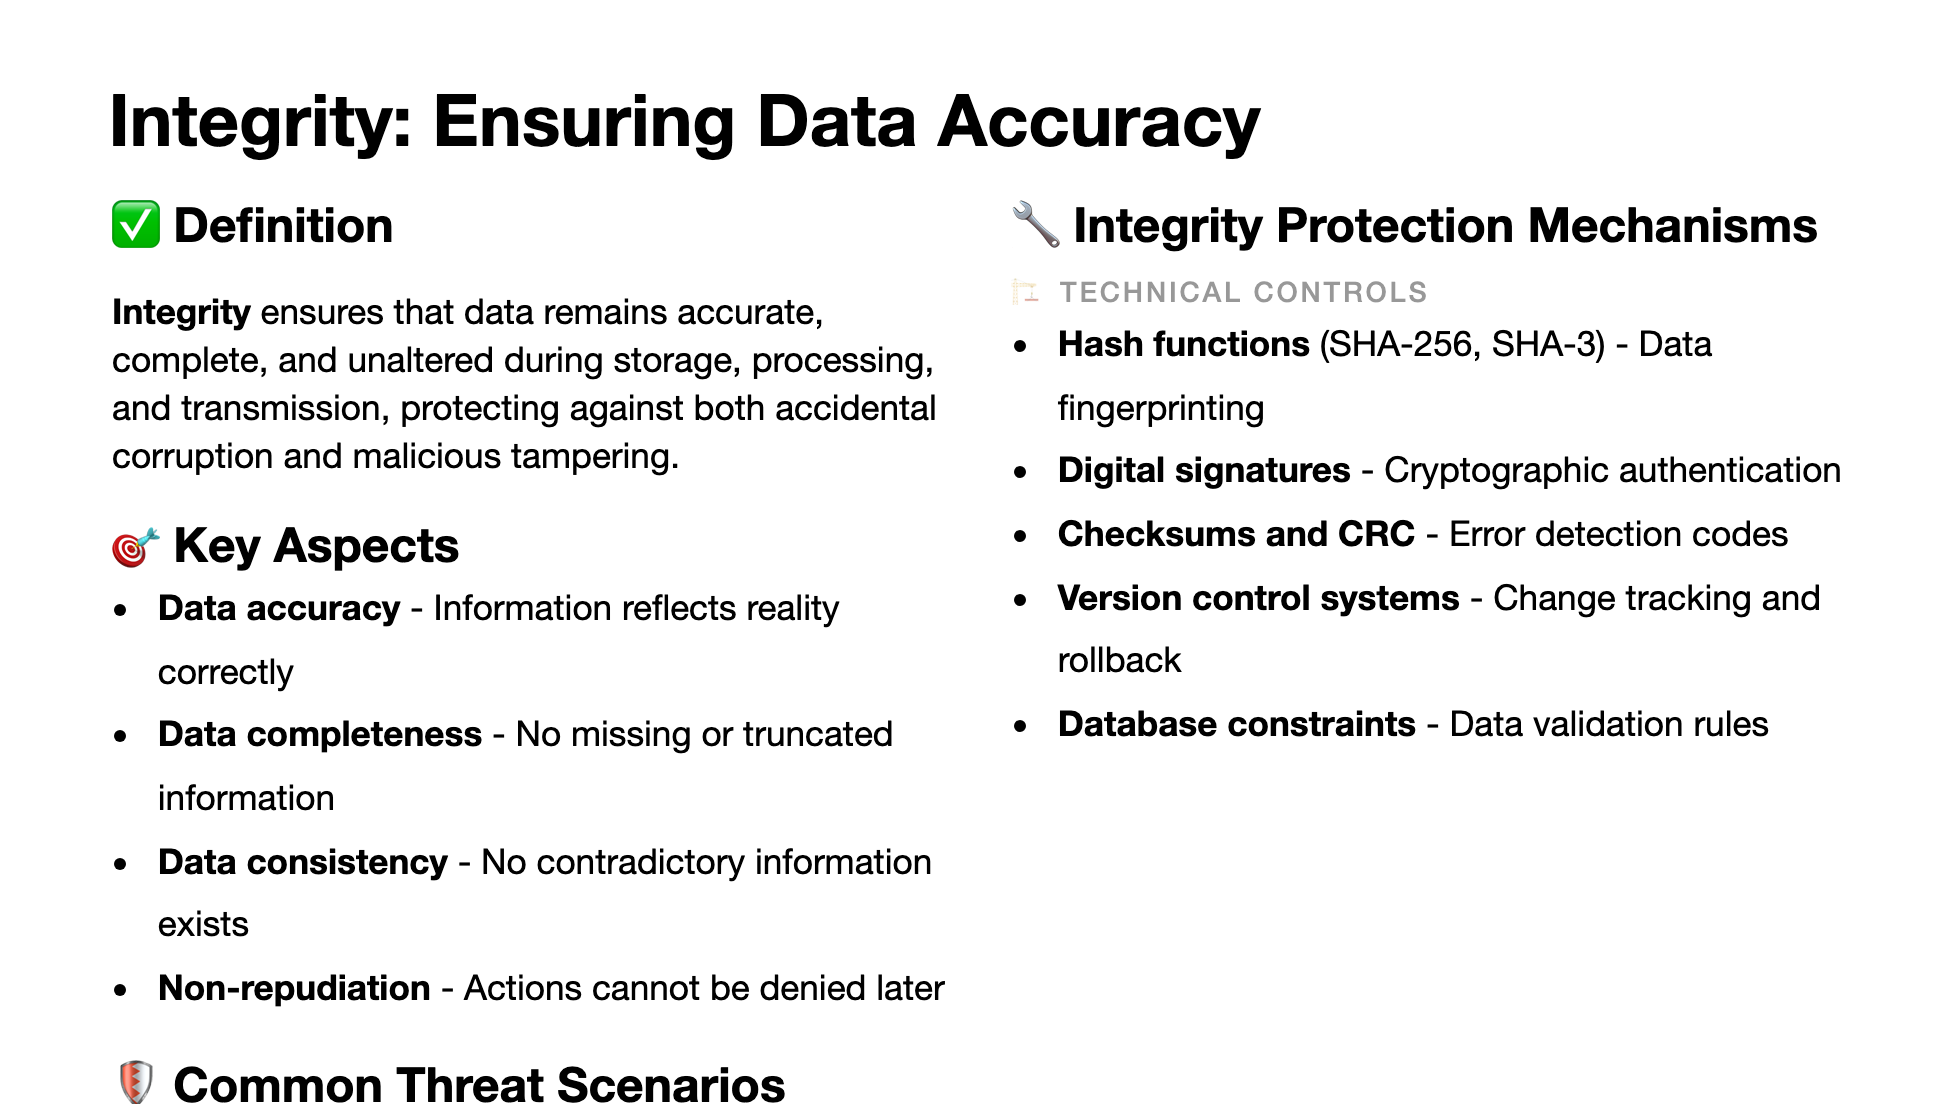 Integrity: Ensuring Data Accuracy
✅ Definition
Integrity ensures that data remains accurate,
complete, and unaltered during storage, processing,
and transmission, protecting against both accidental
corruption and malicious tampering.
🎯 Key Aspects
• Data accuracy - Information reflects reality
correctly
• Data completeness - No missing or truncated
information
• Data consistency - No contradictory information
exists
• Non-repudiation - Actions cannot be denied later
🛡️ Common Threat Scenarios
🔧 Integrity Protection Mechanisms
🏗️ TECHNICAL CONTROLS
• Hash functions (SHA-256, SHA-3) - Data
fingerprinting
• Digital signatures - Cryptographic authentication
• Checksums and CRC - Error detection codes
• Version control systems - Change tracking and
rollback
• Database constraints - Data validation rules